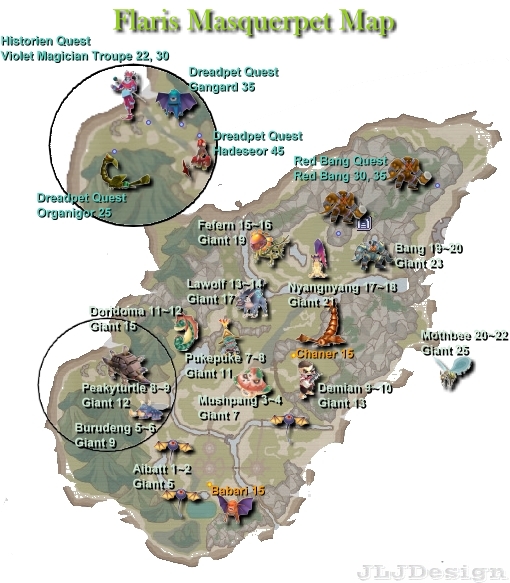 Flaris Masquerpet Map
Historien Quest
Violet Magician Troupe 22, 30
Dreadpet Quest
Gangard 35
Dreadpet Quest
Hadeseor 45
Red Bang Quest
Red Bang 30, 35
Dreadpet Quest
Organigor 25
Fefern 15~16
Giant 19
Bang 19~20
Giant 23
Lawolf 13~14
Giant 17
Nyangnyang 17~18
Giant 21
Doridoma 11~12
Giant 15
Mothbee 20~22
Giant 25
Pukepuke 7~8
Giant 11
Chaner 15
Peakyturtle 8~9
Giant 12
Mushpang 3~4
Giant 7
Demian 9~10
Giant 13
Burudeng 5~6
Giant 9
Aibatt 1~2
Giant 5
Babari 15
JLJDesign